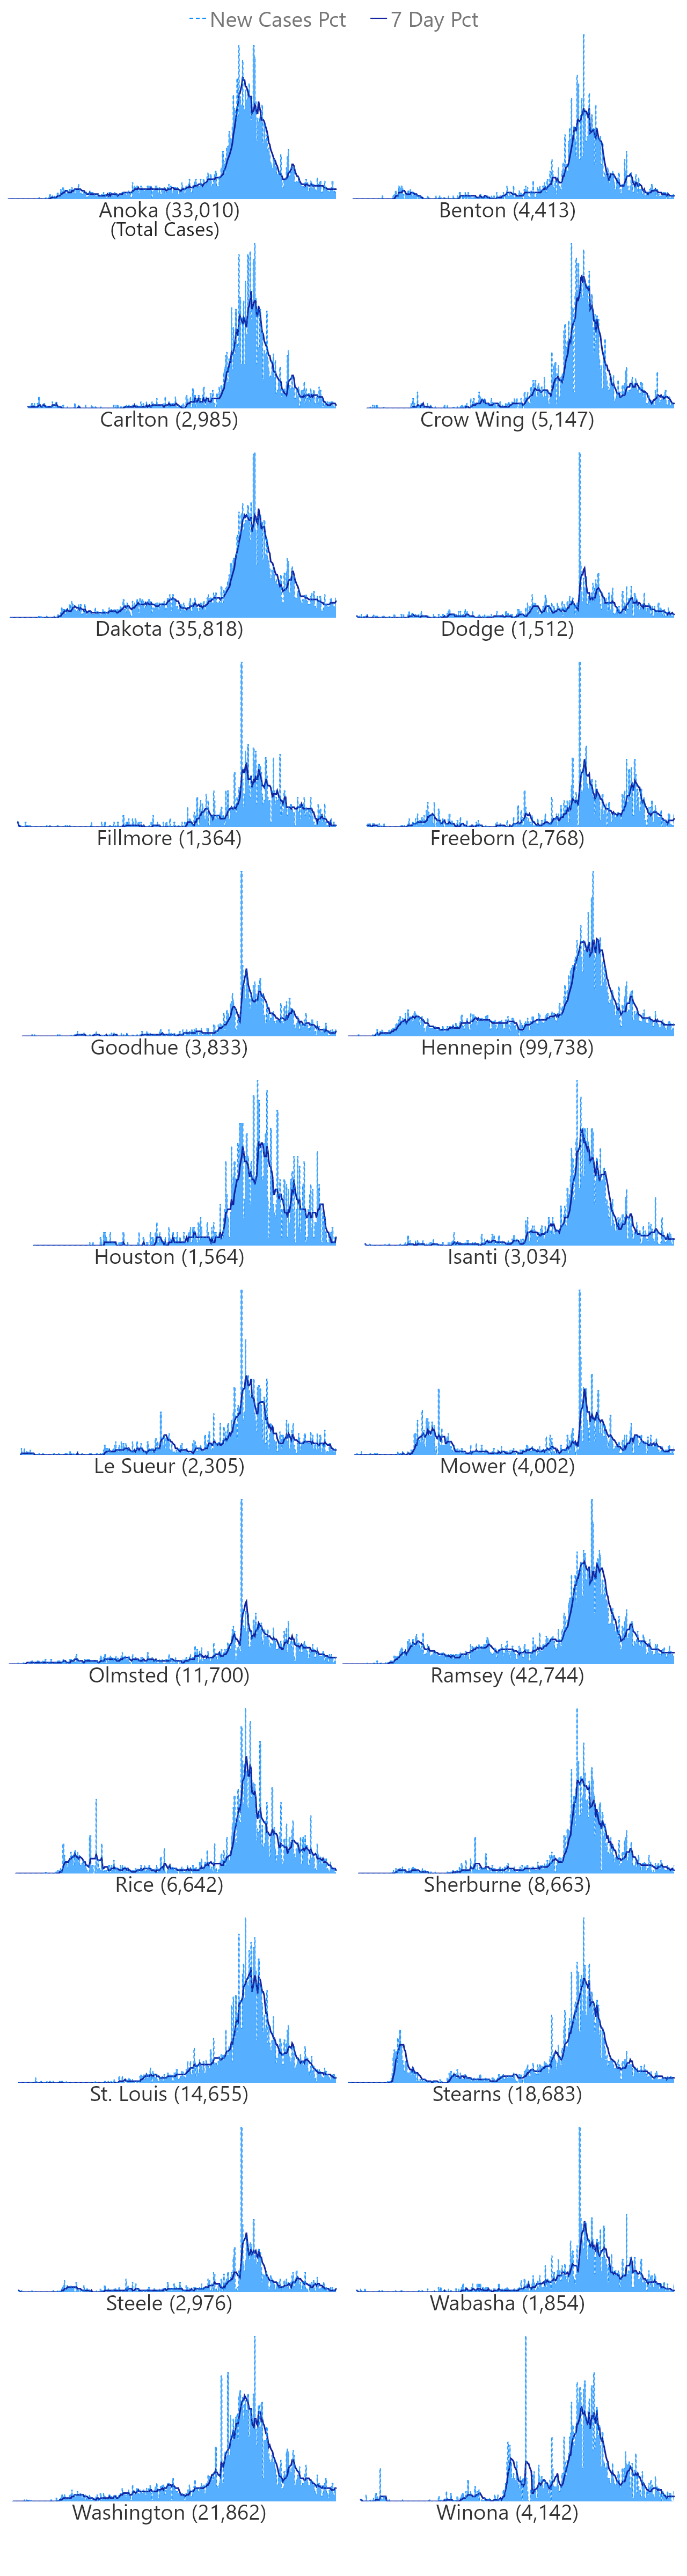 New Cases Pct 7 Day Pct
Anoka (33,010) Benton (4,413)
(Total Cases)
Carlton (2,985) Crow Wing (5,147)
Dakota (35,818) Dodge (1,512)
Fillmore (1,364) Freeborn (2,768)
Goodhue (3,833) Hennepin (99,738)
Houston (1,564) Isanti (3,034)
Le Sueur (2,305) Mower (4,002)
Olmsted (11,700) Ramsey (42,744)
Rice (6,642) Sherburne (8,663)
St. Louis (14,655) Stearns (18,683)
Steele (2,976) Wabasha (1,854)
Washington (21,862) Winona (4,142)